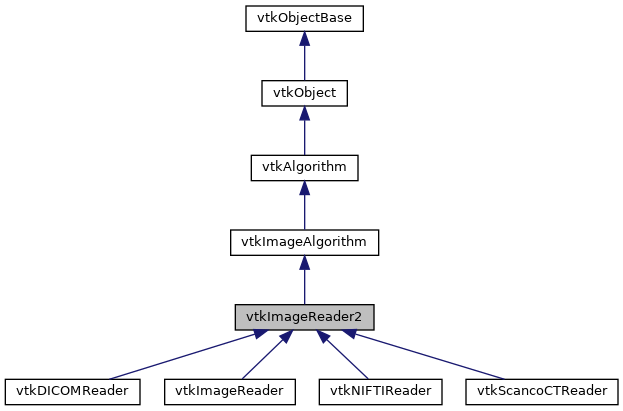 vtkObjectBase
vtkObject
vtkAlgorithm
vtkImageAlgorithm
vtkImageReader2
vtkDICOMReader
vtkImageReader
vtkNIFTIReader
vtkScancoCTReader